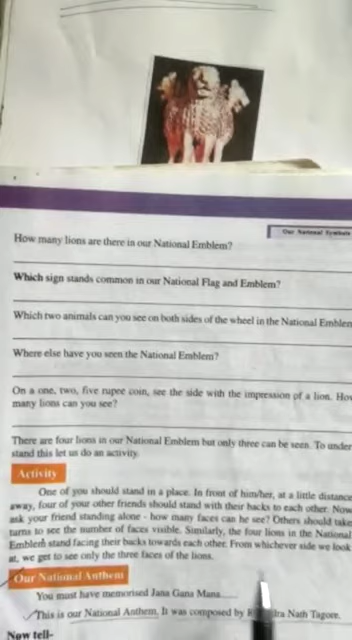 Our National Symbols
How many lions are there in our National Emblem?
Which sign stands common in our National Flag and Emblem?
Which two animals can you see on both sides of the wheel in the National Emblem
Where else have you seen the National Emblem?
On a one, two, five rupee coin, see the side with the impression of a lion. How
many lions can you see?
There are four lions in our National Emblem but only three can be seen. To under
stand this let us do an activity.
Activity
One of you should stand in a place. In front of him/her, at a little distance
away, four of your other friends should stand with their backs to each other. Now
ask your friend standing alone - how many faces can he see? Others should take
turns to see the number of faces visible. Similarly, the four lions in the National
Emblem stand facing their backs towards each other. From whichever side we look
at, we get to see only the three faces of the lions.
Our National Anthem
You must have memorised Jana Gana Mana......
This is our National Anthem. It was composed by Nath Tagore.
Now tell-